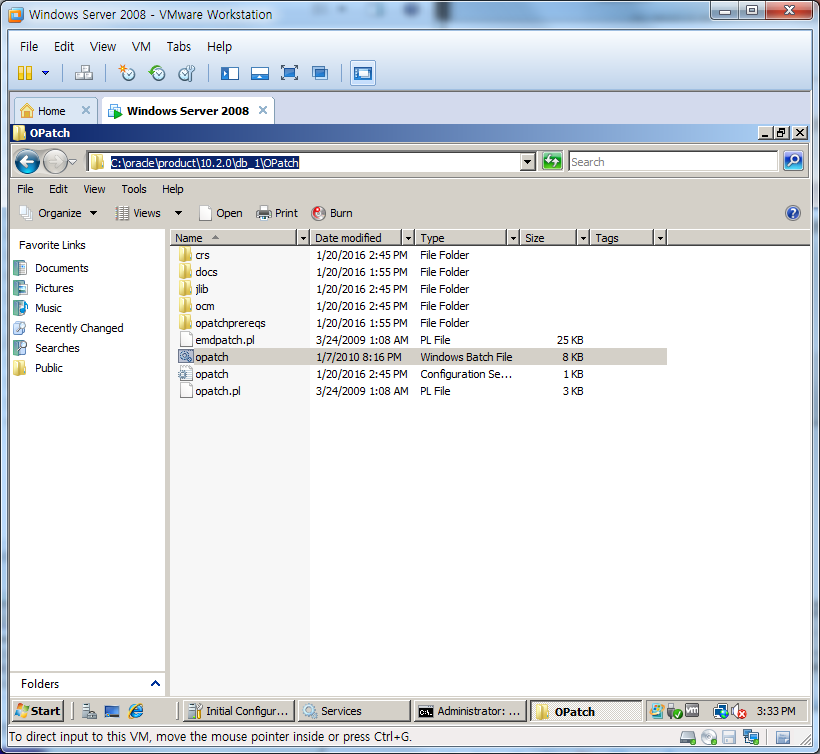 Windows Server 2008 - VMware Workstation
File Edit View VM Tabs Help
Home Windows Server 2008
OPatch
C:\oracle\product\10.2.0\db_1\OPatch Search
File Edit View Tools Help
Organize Views Open Print Burn
Favorite Links
Documents
Pictures
Music
Recently Changed
Searches
Public
Name Date modified Type Size Tags
crs 1/20/2016 2:45 PM File Folder
docs 1/20/2016 1:55 PM File Folder
jlib 1/20/2016 2:45 PM File Folder
ocm 1/20/2016 2:45 PM File Folder
opatchprereqs 1/20/2016 1:55 PM File Folder
emdpatch.pl 3/24/2009 1:08 AM PL File 25 KB
opatch 1/7/2010 8:16 PM Windows Batch File 8 KB
opatch 1/20/2016 2:45 PM Configuration Se... 1 KB
opatch.pl 3/24/2009 1:08 AM PL File 3 KB
Folders
Start Initial Configur... Services Administrator: ... OPatch 3:33 PM
To direct input to this VM, move the mouse pointer inside or press Ctrl+G.